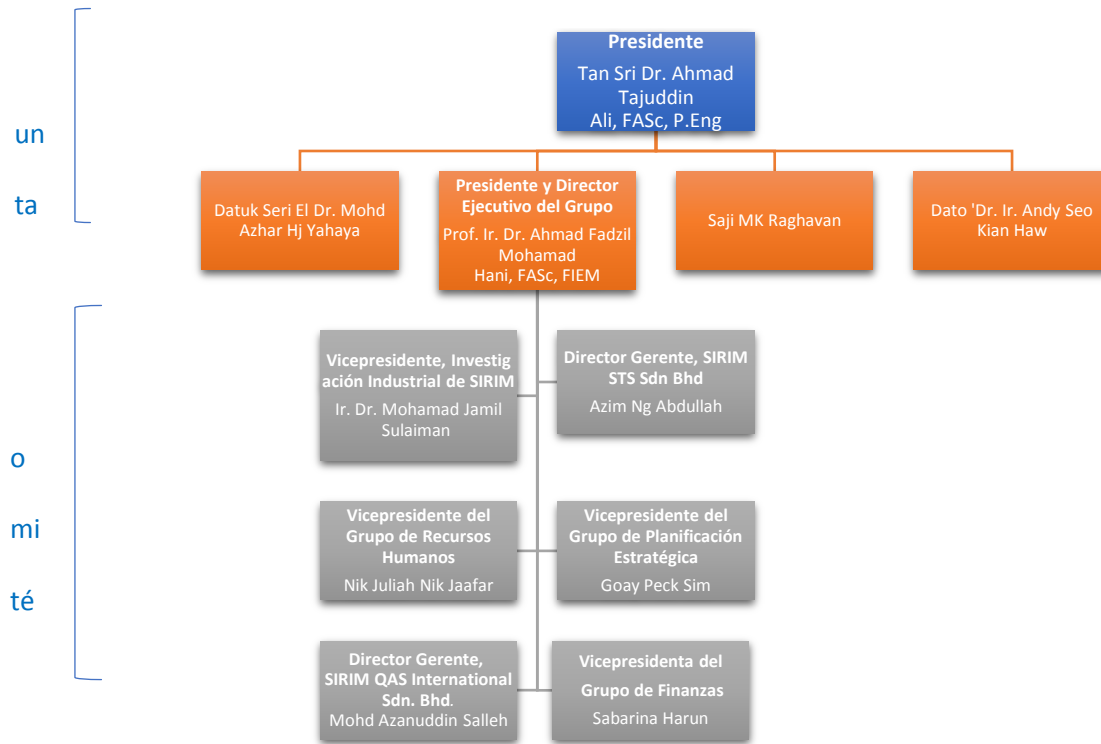 Presidente
Tan Sri Dr. Ahmad
Tajuddin
Ali, FASc, P.Eng
un
ta
Datuk Seri El Dr. Mohd
Azhar Hj Yahaya
Presidente y Director
Ejecutivo del Grupo
Prof. Ir. Dr. Ahmad Fadzil
Mohamad
Hani, FASc, FIEM
Saji MK Raghavan
Dato 'Dr. Ir. Andy Seo
Kian Haw
o
mi
té
Vicepresidente, Investig
ación Industrial de SIRIM
Ir. Dr. Mohamad Jamil
Sulaiman
Director Gerente, SIRIM
STS Sdn Bhd
Azim Ng Abdullah
Vicepresidente del
Grupo de Recursos
Humanos
Nik Juliah Nik Jaafar
Vicepresidente del
Grupo de Planificación
Estratégica
Goay Peck Sim
Director Gerente,
SIRIM QAS International
Sdn. Bhd.
Mohd Azanuddin Salleh
Vicepresidenta del
Grupo de Finanzas
Sabarina Harun